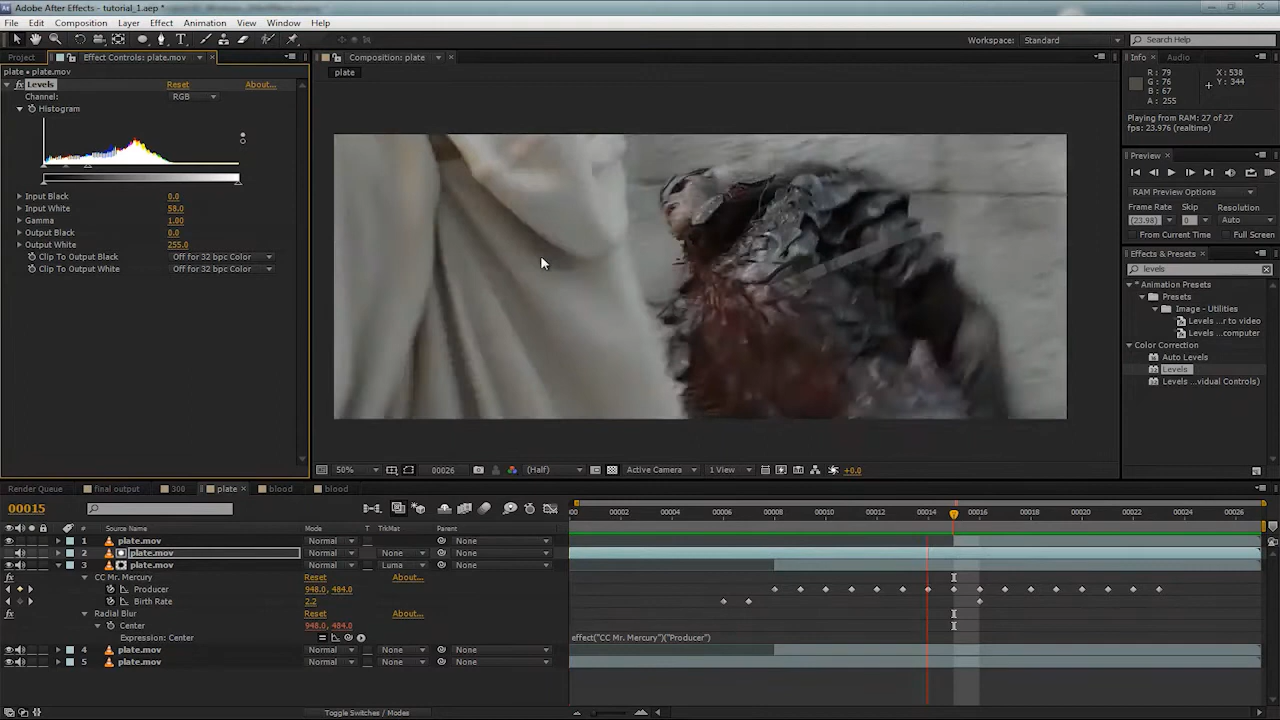 Adobe After Effects - tutorial_1.aep *
File Edit Composition Layer Effect Animation View Window Help
Workspace: Standard Search Help
Project Effect Controls: plate.mov Composition: plate Info Audio
plate • plate.mov plate
fx Levels Reset About...
Channel: RGB
Histogram
R: 79
G: 76
B: 67
A: 255
X: 538
Y: 344
Playing from RAM: 27 of 27
fps: 23.976 (realtime)
Preview
RAM Preview Options
Frame Rate Skip Resolution
(23.98) 0 Auto
From Current Time Full Screen
Effects & Presets
levels
* Animation Presets
Presets
Image - Utilities
Levels ...r to video
Levels ...computer
Color Correction
Auto Levels
Levels
Levels ...vidual Controls)
Input Black 0.0
Input White 58.0
Gamma 1.00
Output Black 0.0
Output White 255.0
Clip To Output Black Off for 32 bpc Color
Clip To Output White Off for 32 bpc Color
50% 00026 (Half) Active Camera 1 View +0.0
Render Queue final output 300 plate blood blood
00015
00002 00004 00006 00008 00010 00012 00014 00016 00018 00020 00022 00024 00026
# Source Name Mode T TrkMat Parent
1 plate.mov Normal None
2 plate.mov Normal None None
3 plate.mov Normal Luma None
fx CC Mr. Mercury Reset About...
Producer 948.0, 484.0
Birth Rate 2.2
fx Radial Blur Reset About...
Center 948.0, 484.0
Expression: Center effect("CC Mr. Mercury")("Producer")
4 plate.mov Normal None None
5 plate.mov Normal None None
Toggle Switches / Modes